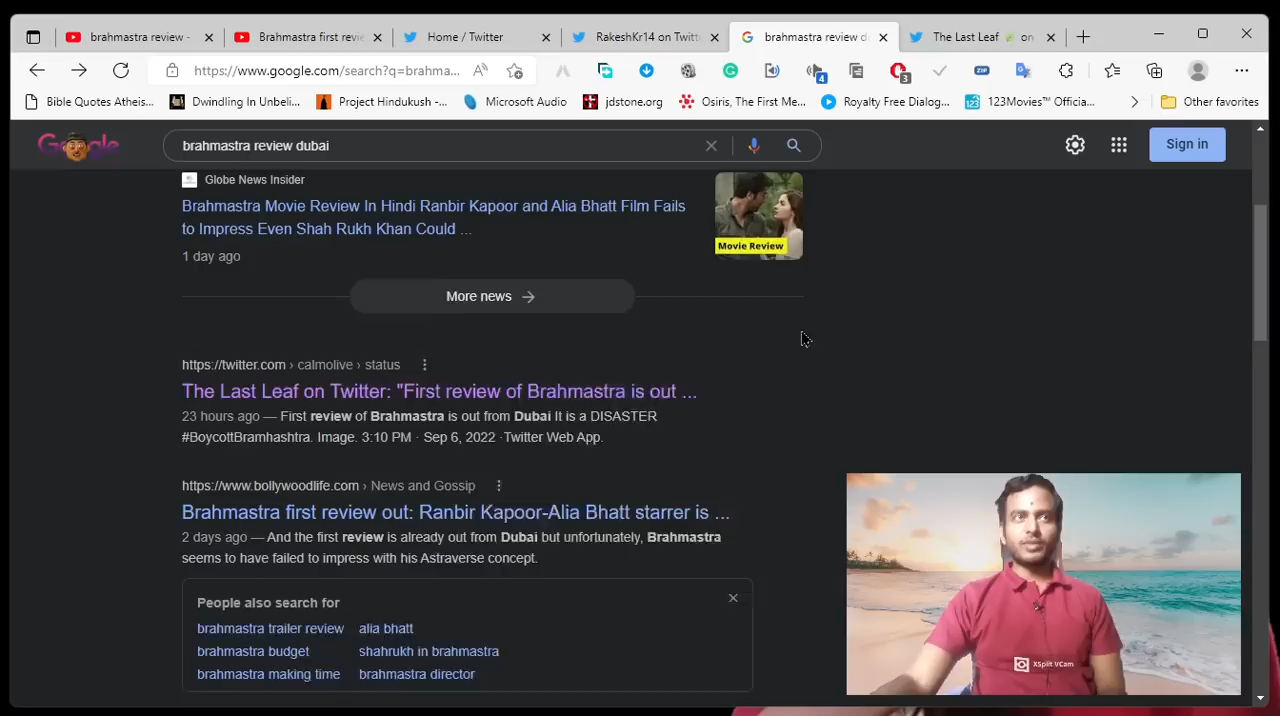 brahmastra review -
Brahmastra first revie
Home / Twitter
RakeshKr14 on Twitt
brahmastra review d
The Last Leaf 🍃 on
https://www.google.com/search?q=brahma...
4
3
ZIP
Bible Quotes Atheis...
Dwindling In Unbeli...
Project Hindukush -...
Microsoft Audio
jdstone.org
Osiris, The First Me...
Royalty Free Dialog...
123Movies™ Officia...
Other favorites
Google
brahmastra review dubai
Sign in
Globe News Insider
Brahmastra Movie Review In Hindi Ranbir Kapoor and Alia Bhatt Film Fails
to Impress Even Shah Rukh Khan Could ...
1 day ago
Movie Review
More news
https://twitter.com › calmolive › status
The Last Leaf on Twitter: "First review of Brahmastra is out ...
23 hours ago — First review of Brahmastra is out from Dubai It is a DISASTER
#BoycottBramhashtra. Image. 3:10 PM · Sep 6, 2022 ·Twitter Web App.
https://www.bollywoodlife.com › News and Gossip
Brahmastra first review out: Ranbir Kapoor-Alia Bhatt starrer is ...
2 days ago — And the first review is already out from Dubai but unfortunately, Brahmastra
seems to have failed to impress with his Astraverse concept.
People also search for
brahmastra trailer review
alia bhatt
brahmastra budget
shahrukh in brahmastra
brahmastra making time
brahmastra director
XSplit VCam